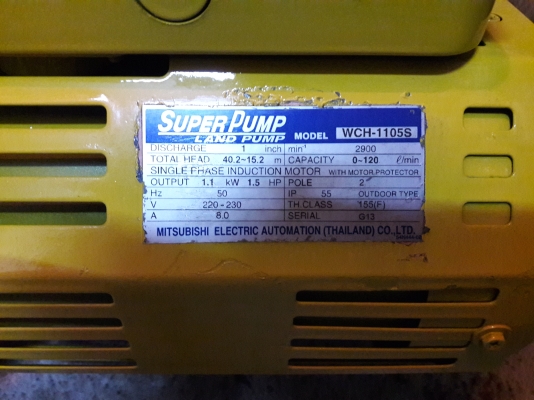 SUPER PUMP
LAND PUMP MODEL WCH-1105S
DISCHARGE 1 inch min⁻¹ 2900
TOTAL HEAD 40.2~15.2 m CAPACITY 0~120 ℓ/min
SINGLE PHASE INDUCTION MOTOR WITH MOTOR PROTECTOR
OUTPUT 1.1 kW 1.5 HP POLE 2
Hz 50 IP 55 OUTDOOR TYPE
V 220-230 TH.CLASS 155(F)
A 8.0 SERIAL G13
MITSUBISHI ELECTRIC AUTOMATION (THAILAND) CO.,LTD.